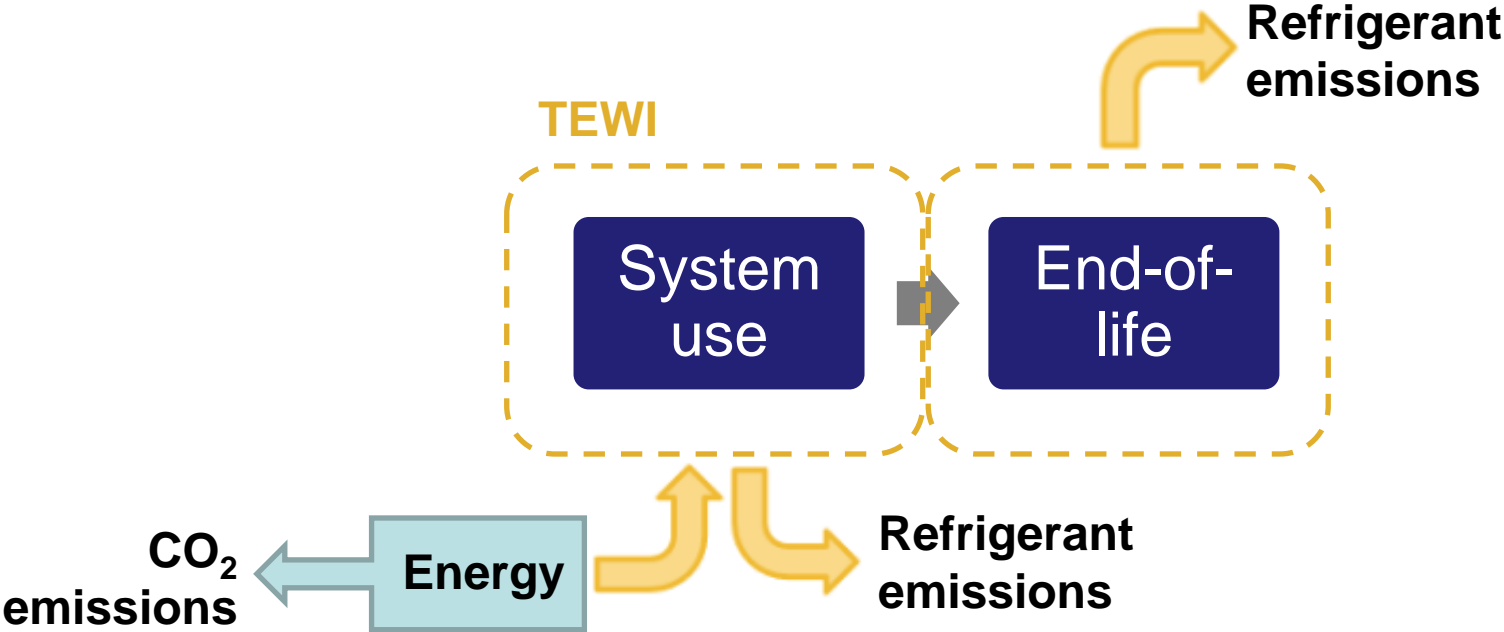 Refrigerant
emissions
TEWI
System
use
End-of-
life
CO₂
emissions
Energy
Refrigerant
emissions